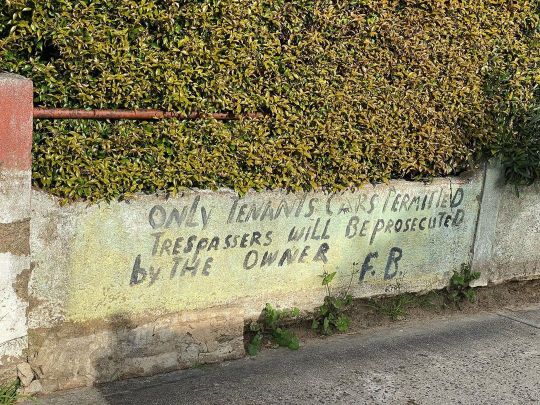 ONLY TENANTS CARS PERMITTED
TRESPASSERS WILL BE PROSECUTED
by THE OWNER F.B.